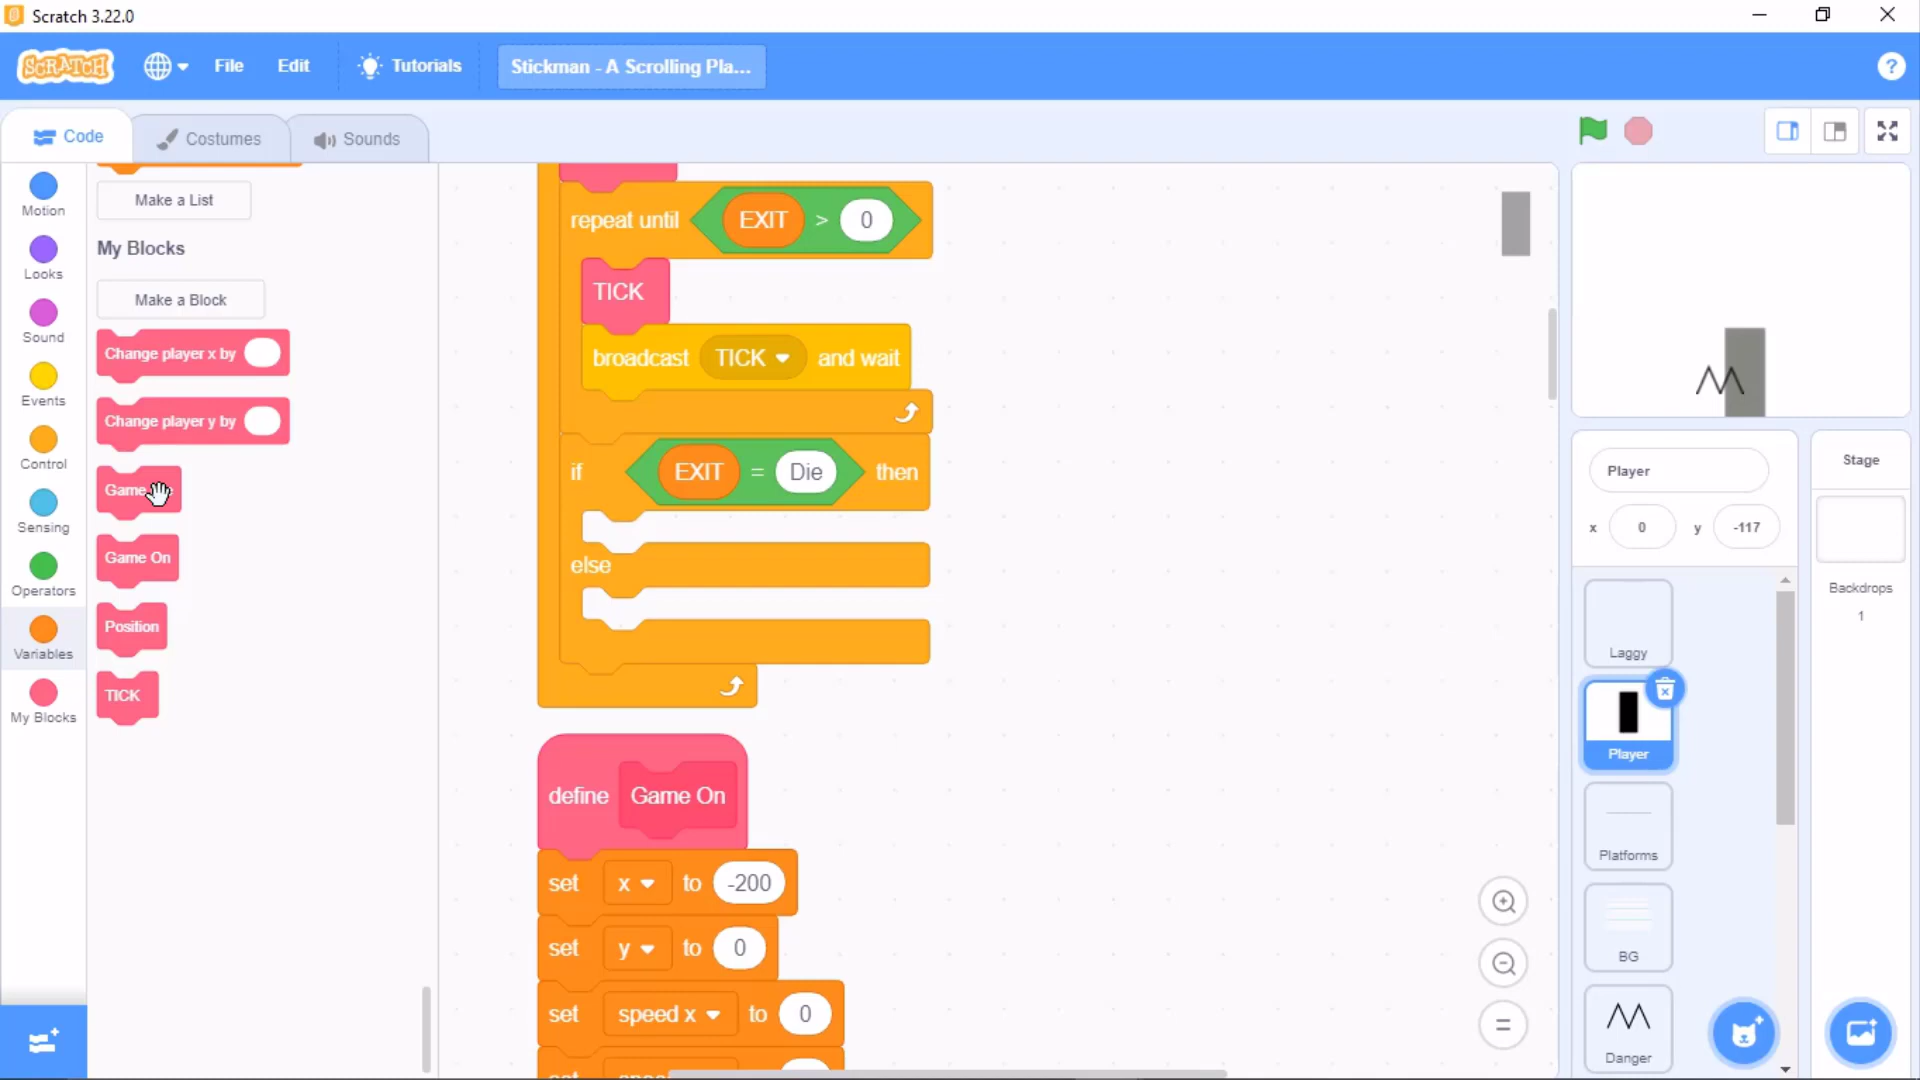 Scratch 3.22.0
SCRATCH
File
Edit
Tutorials
Stickman - A Scrolling Pla...
?
Code
Costumes
Sounds
Motion
Looks
Sound
Events
Control
Sensing
Operators
Variables
My Blocks
Make a List
My Blocks
Make a Block
Change player x by
Change player y by
Game
Game On
Position
TICK
repeat until EXIT > 0
TICK
broadcast TICK and wait
if EXIT = Die then
else
define Game On
set x to -200
set y to 0
set speed x to 0
Player
x 0 y -117
Laggy
Player
Platforms
BG
Danger
Stage
Backdrops
1